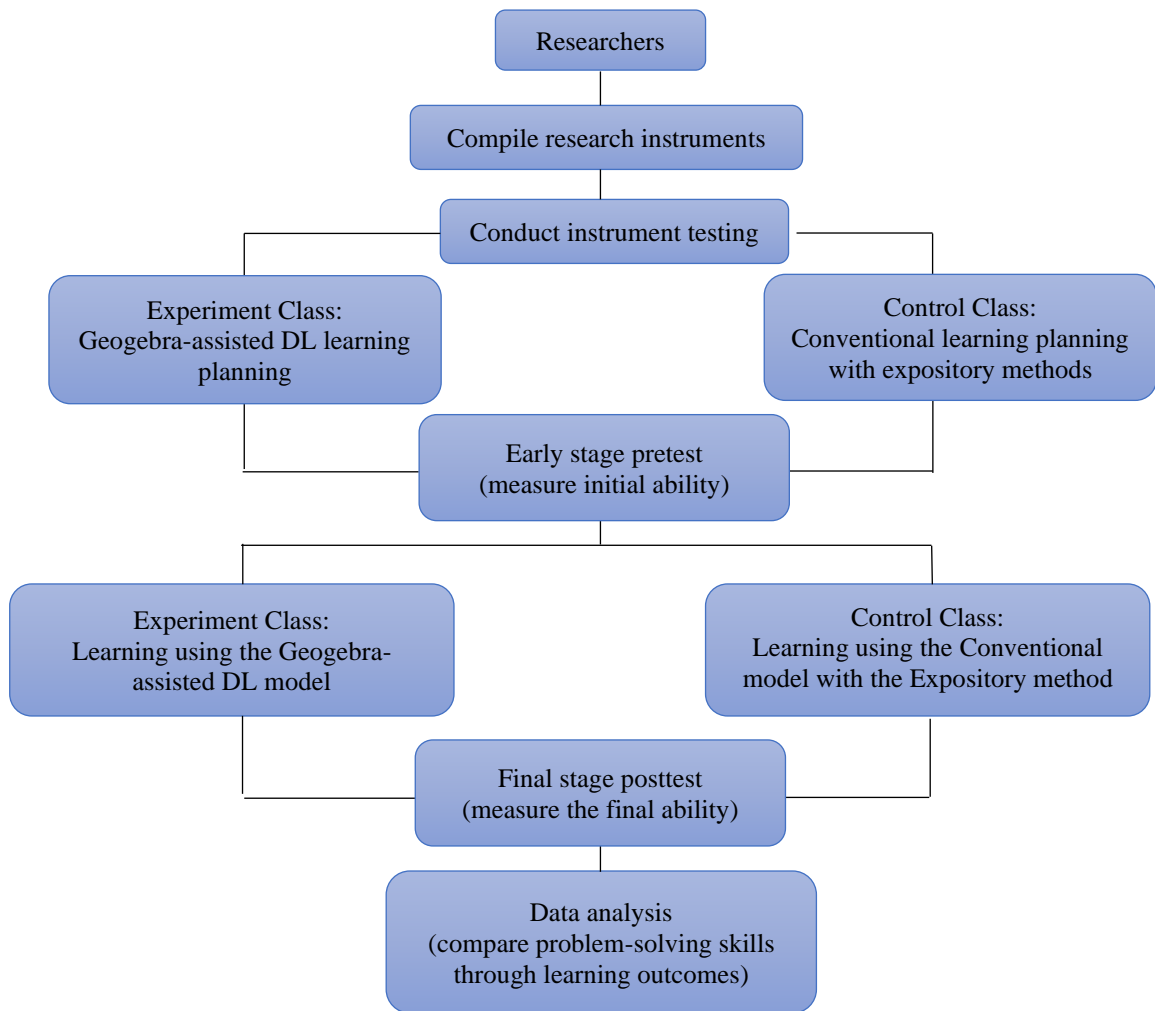 Researchers
Compile research instruments
Conduct instrument testing
Experiment Class:
Geogebra-assisted DL learning
planning
Control Class:
Conventional learning planning
with expository methods
Early stage pretest
(measure initial ability)
Experiment Class:
Learning using the Geogebra-
assisted DL model
Control Class:
Learning using the Conventional
model with the Expository method
Final stage posttest
(measure the final ability)
Data analysis
(compare problem-solving skills
through learning outcomes)